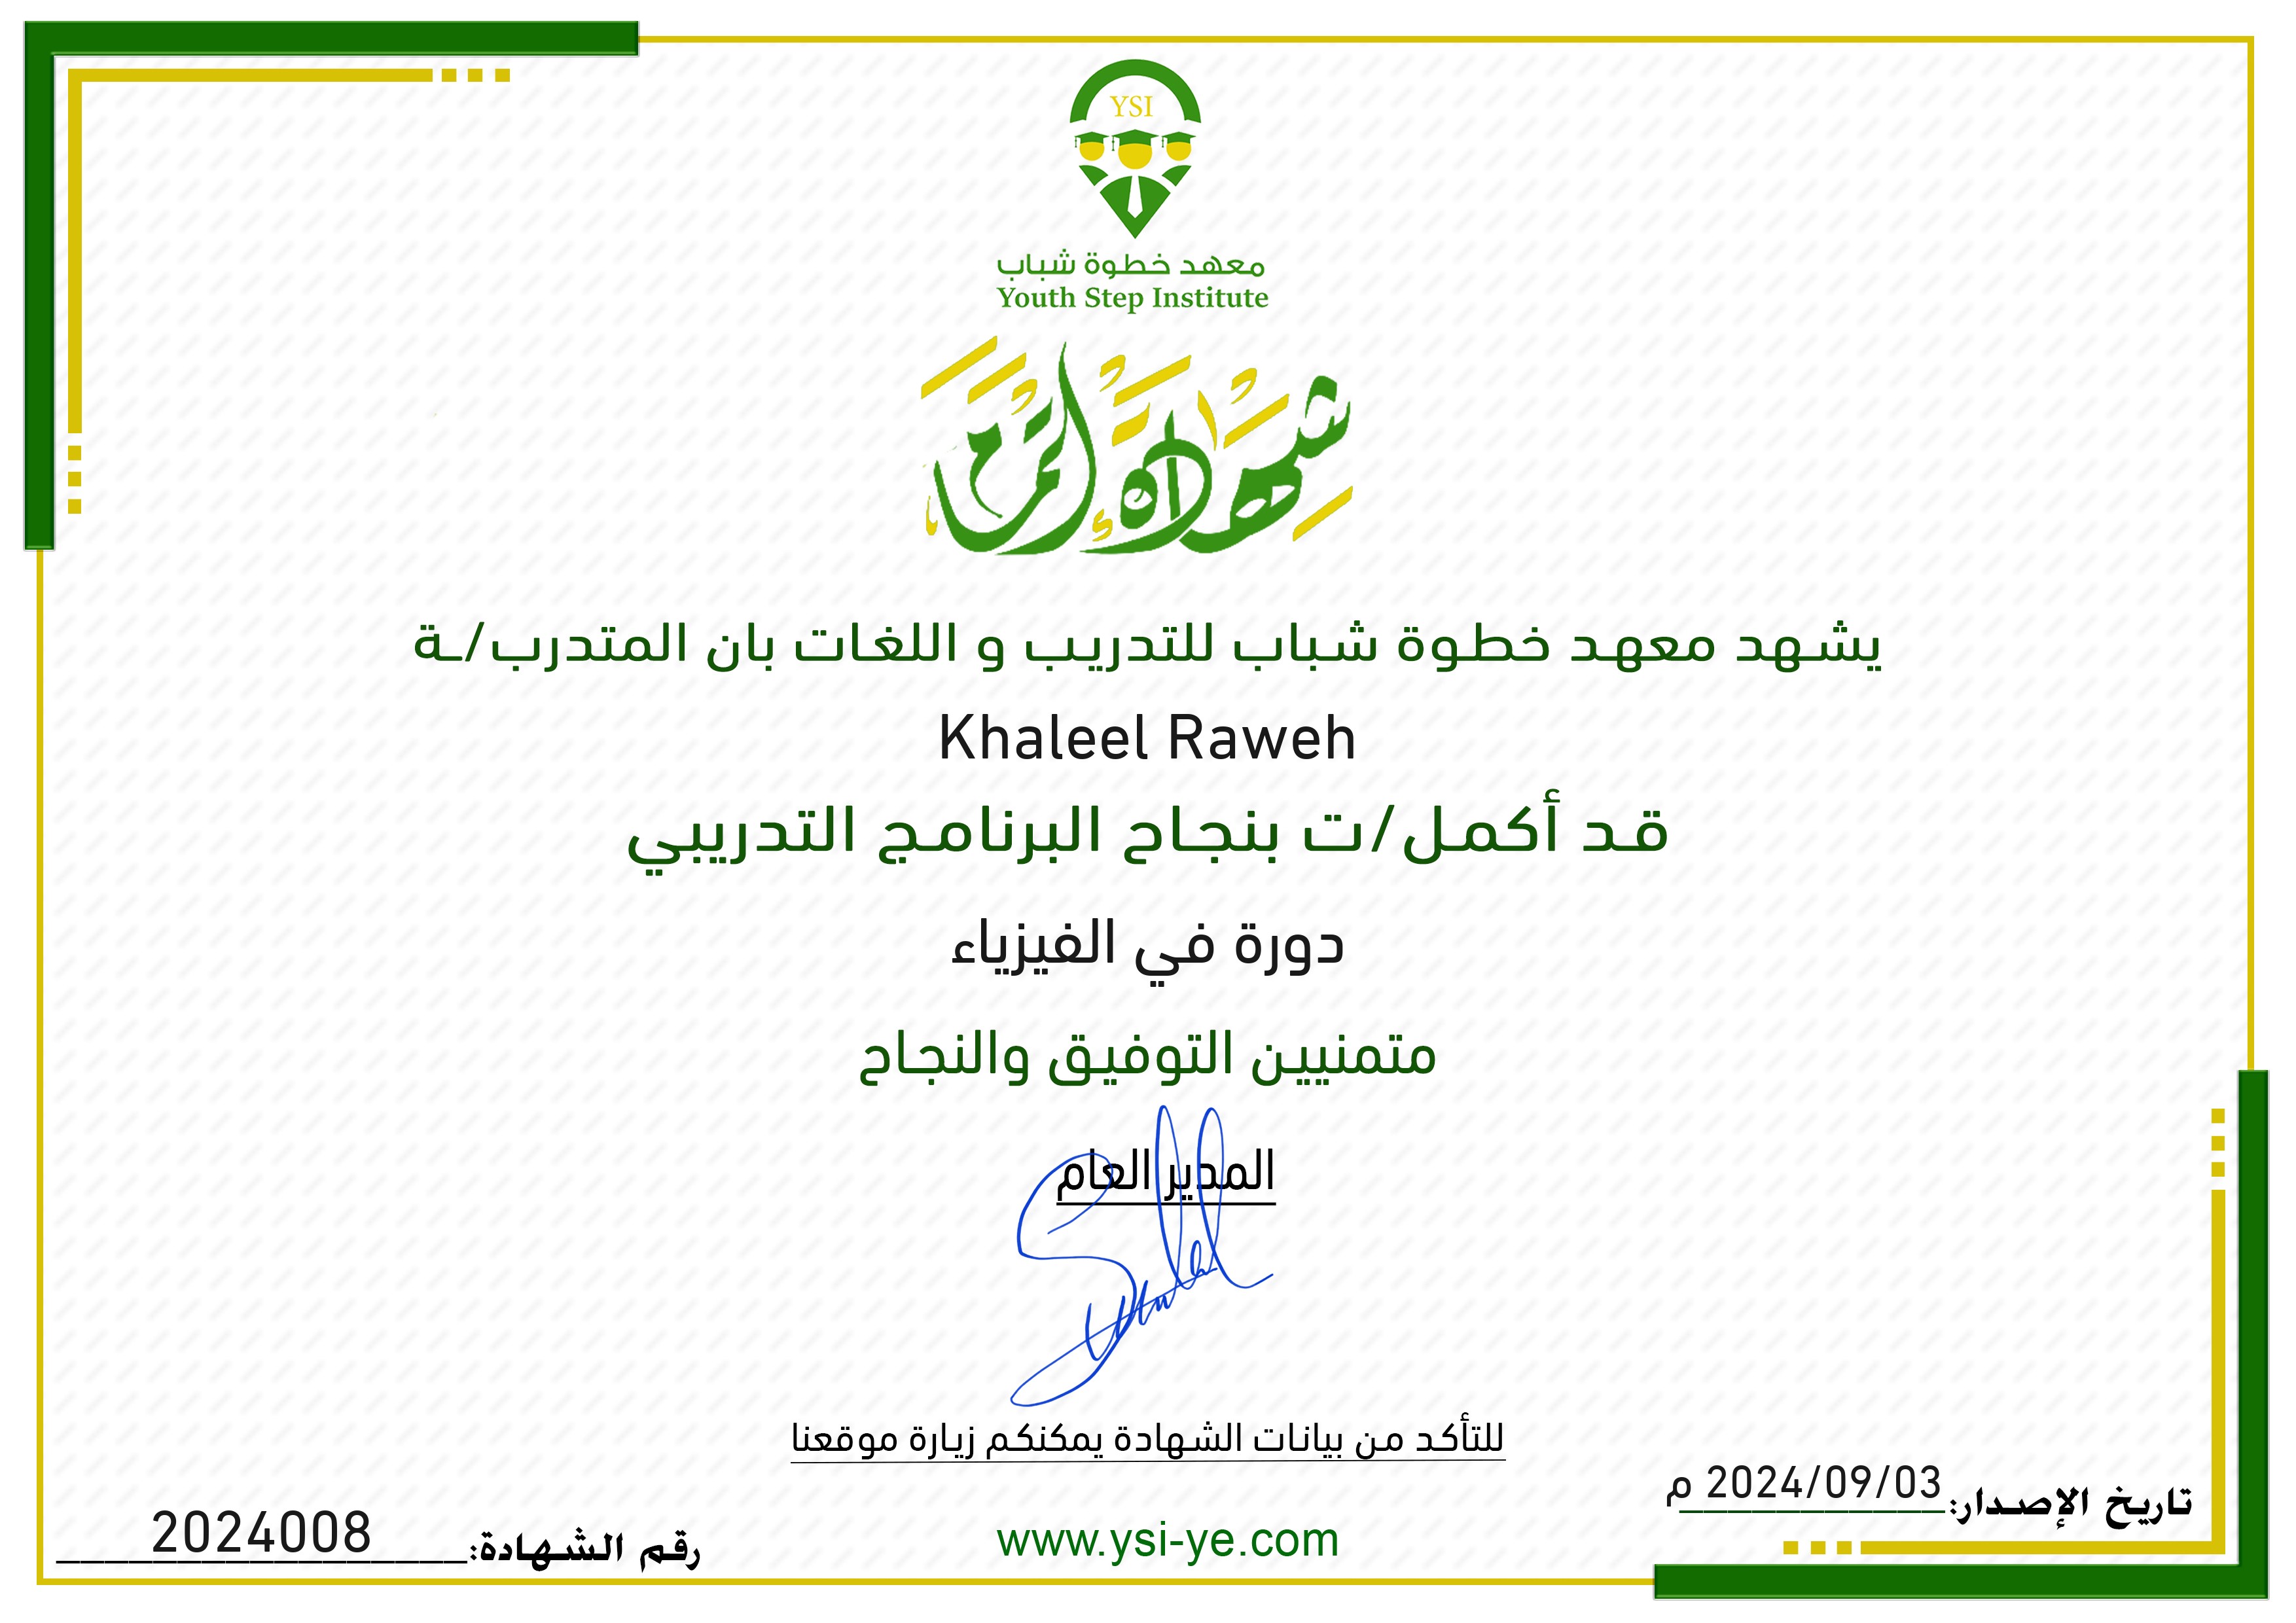 YSI
معهد خطوة شباب
Youth Step Institute
شهادة إتمام
يشهد معهد خطوة شباب للتدريب و اللغات بان المتدرب/ـة
Khaleel Raweh
قد أكمل/ت بنجاح البرنامج التدريبي
دورة في الفيزياء
متمنيين التوفيق والنجاح
المدير العام
للتأكد من بيانات الشهادة يمكنكم زيارة موقعنا
تاريخ الإصدار: 2024/09/03 م
www.ysi-ye.com
رقم الشهادة: 2024008